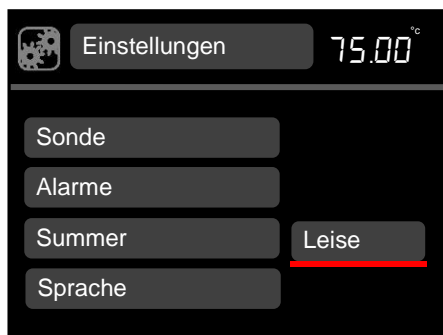 Einstellungen 75.00 °c
Sonde
Alarme
Summer Leise
Sprache